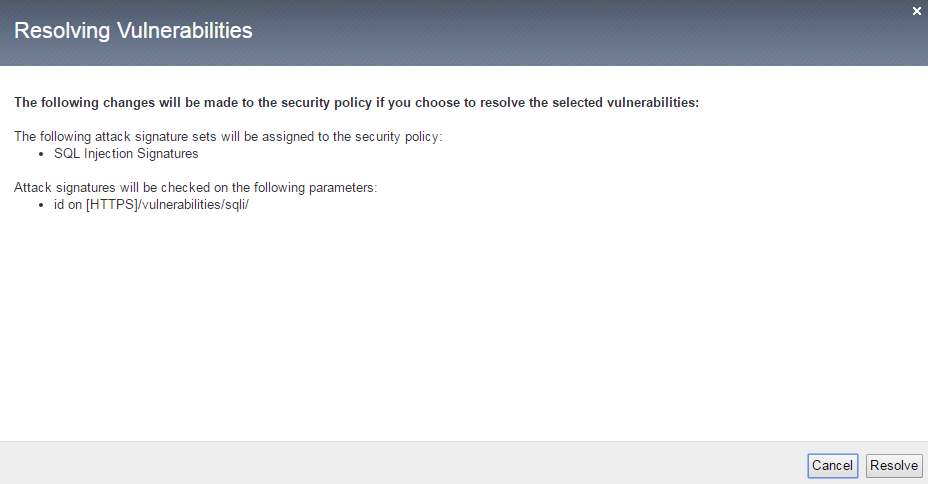 Resolving Vulnerabilities
The following changes will be made to the security policy if you choose to resolve the selected vulnerabilities:
The following attack signature sets will be assigned to the security policy:
• SQL Injection Signatures
Attack signatures will be checked on the following parameters:
• id on [HTTPS]/vulnerabilities/sqli/
Cancel Resolve